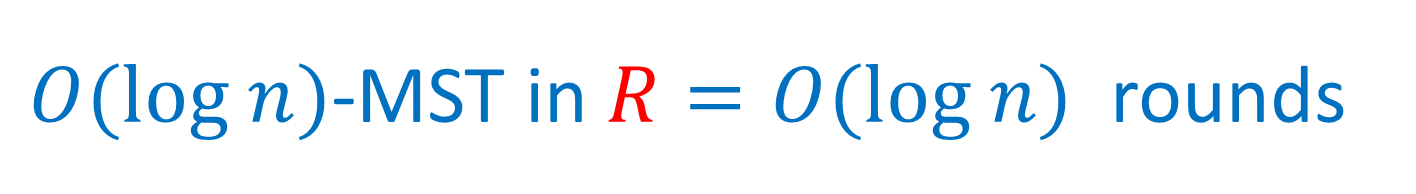 O(log n)-MST in R = O(log n) rounds